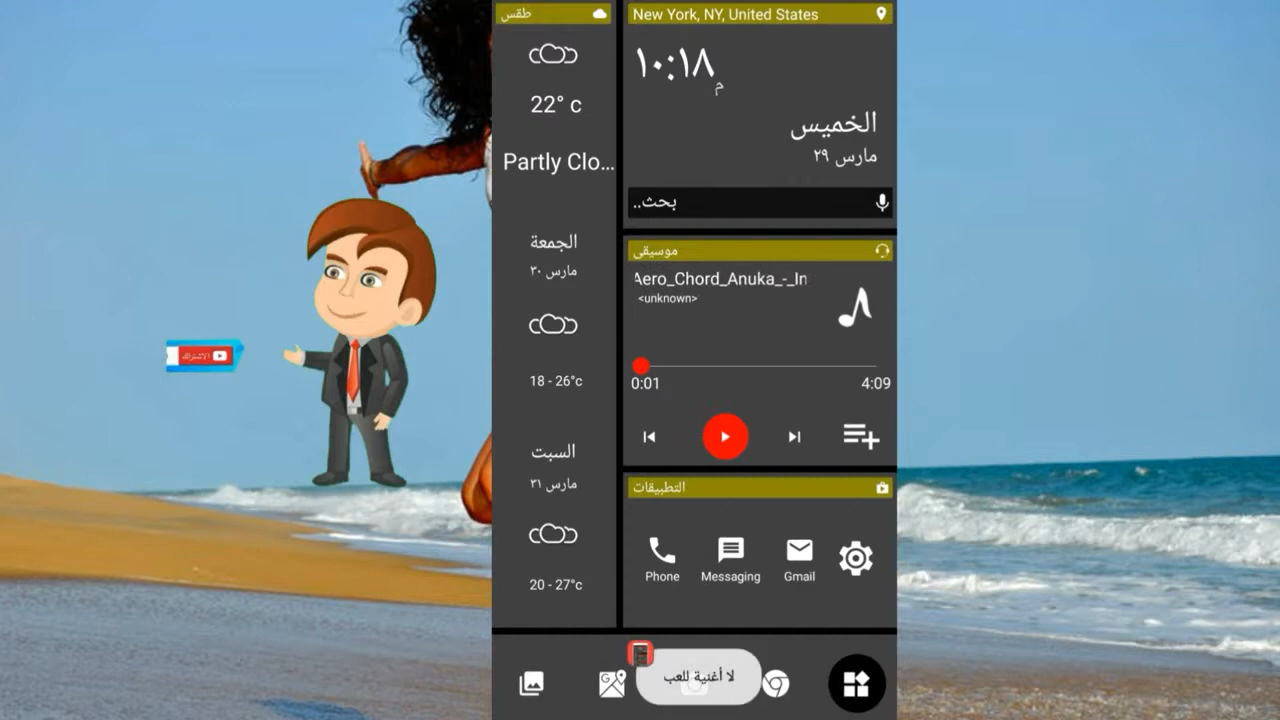 طقس
22° c
Partly Clo...
الجمعة
مارس ٣٠
18 - 26°c
السبت
مارس ٣١
20 - 27°c
New York, NY, United States
١٠:١٨ م
الخميس
مارس ٢٩
بحث..
موسيقى
Aero_Chord_Anuka_-_In
<unknown>
0:01
4:09
التطبيقات
Phone
Messaging
Gmail
لا أغنية للعب
الاشتراك